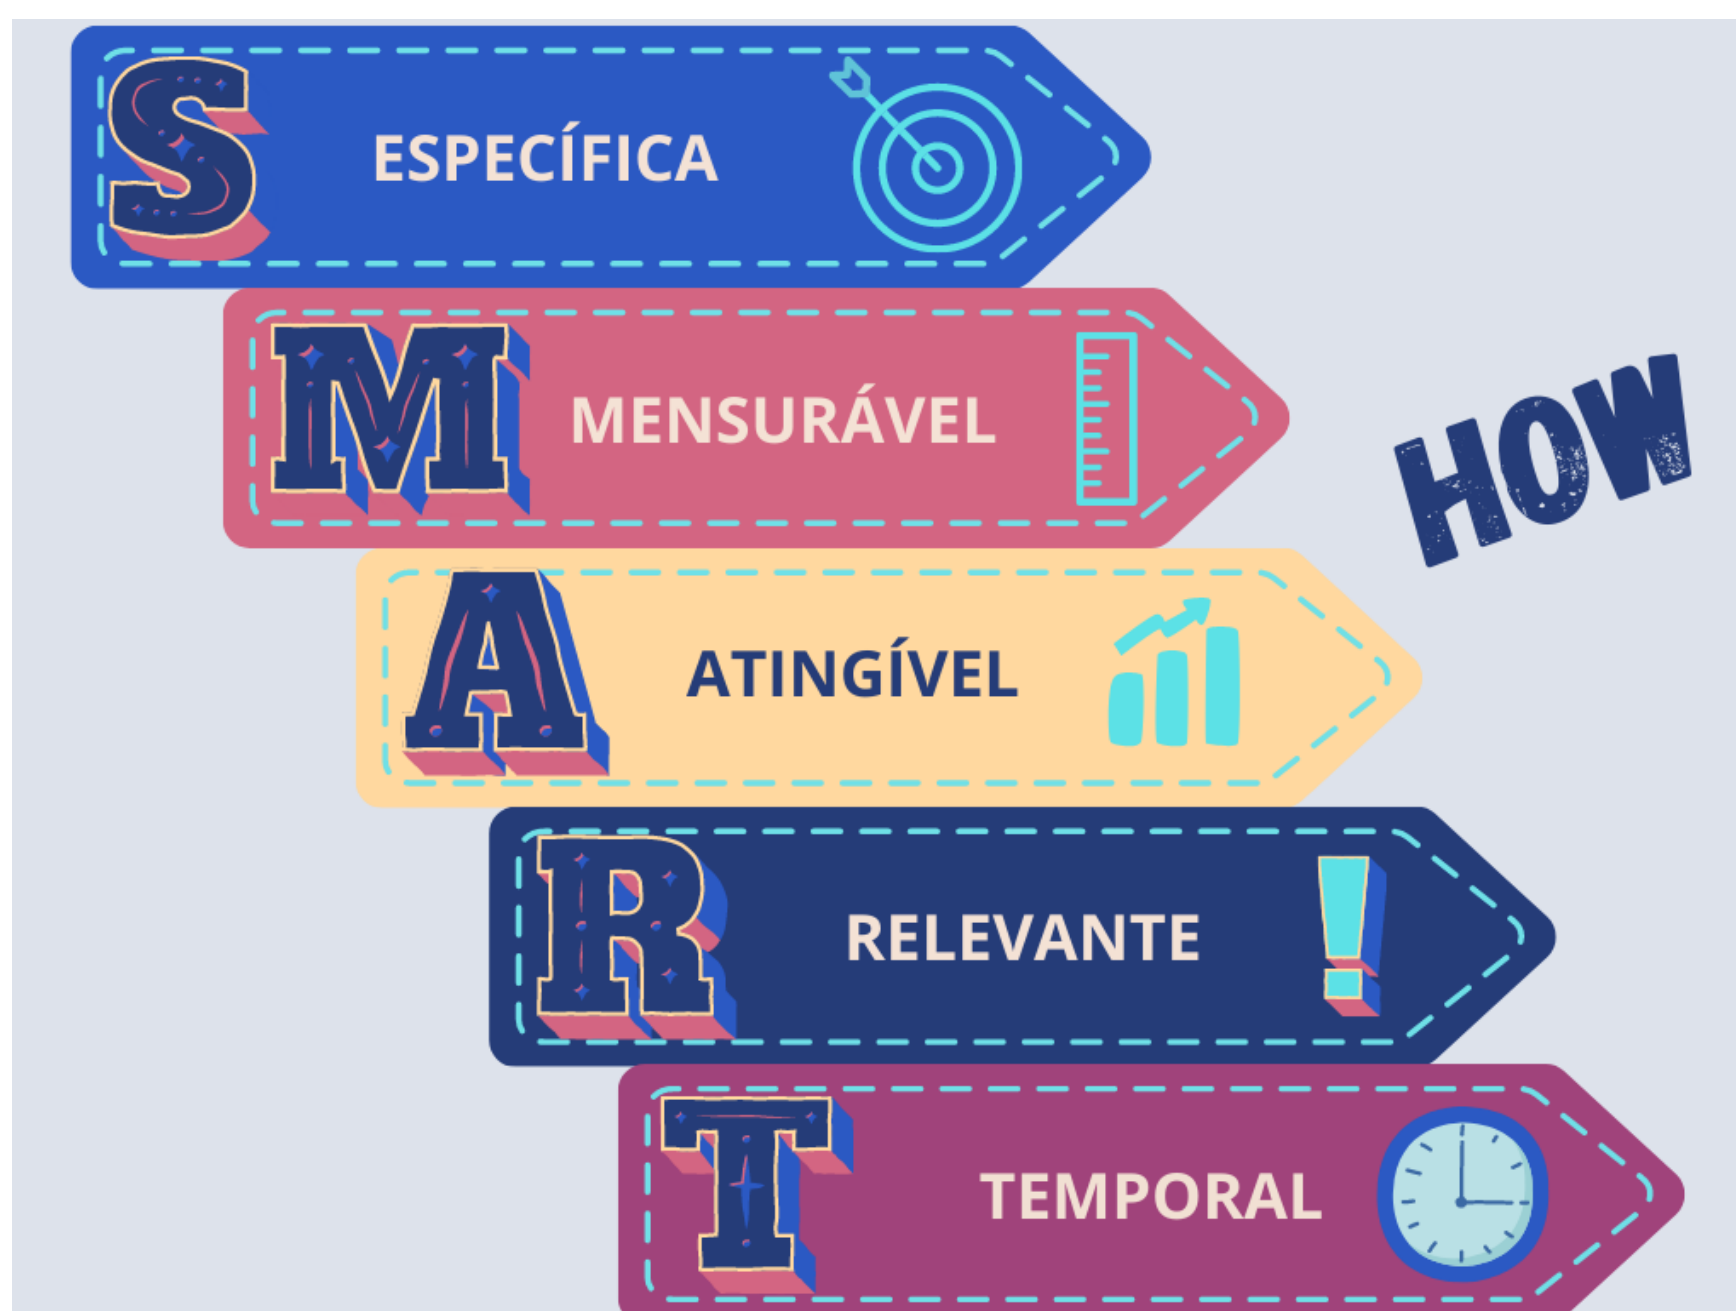 S ESPECÍFICA
M MENSURÁVEL
HOW
A ATINGÍVEL
R RELEVANTE !
T TEMPORAL